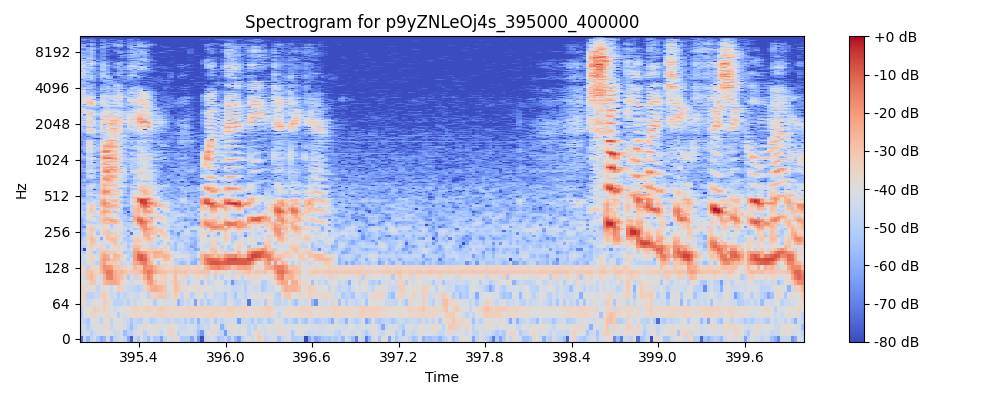 Spectrogram for p9yZNLeOj4s_395000_400000
8192
4096
2048
1024
512
256
128
64
0
Hz
395.4 396.0 396.6 397.2 397.8 398.4 399.0 399.6
Time
+0 dB
-10 dB
-20 dB
-30 dB
-40 dB
-50 dB
-60 dB
-70 dB
-80 dB